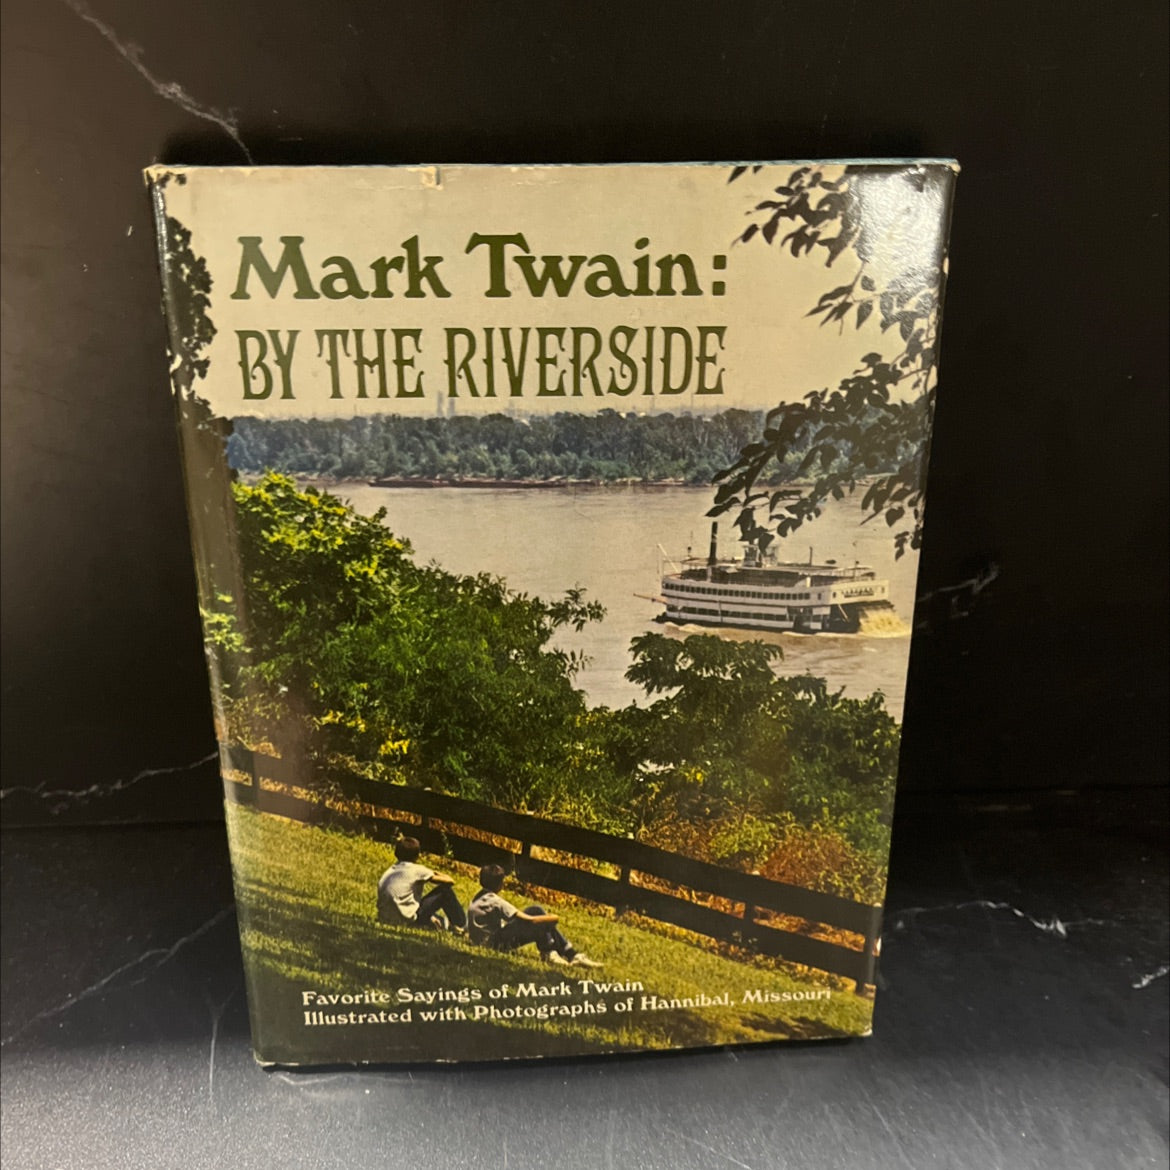 Mark Twain:
BY THE RIVERSIDE
Favorite Sayings of Mark Twain
Illustrated with Photographs of Hannibal, Missouri